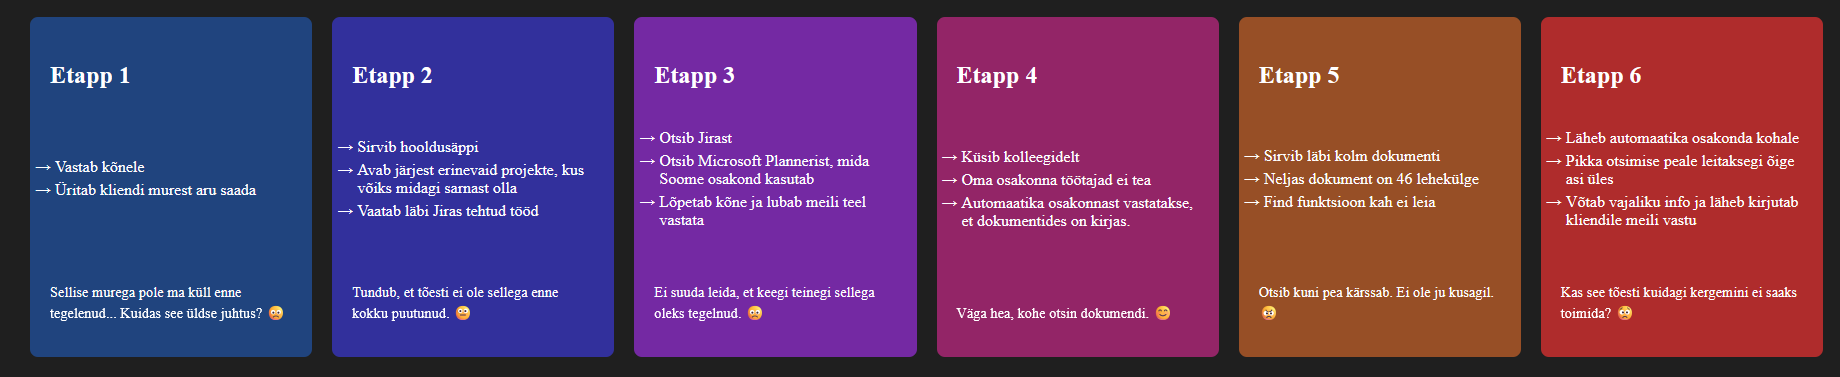 Etapp 1
→ Vastab kõnele
→ Üritab kliendi murest aru saada
Sellise murega pole ma küll enne
tegelenud... Kuidas see üldse juhtus? 😟
Etapp 2
→ Sirvib hooldusäppi
→ Avab järjest erinevaid projekte, kus
võiks midagi sarnast olla
→ Vaatab läbi Jiras tehtud tööd
Tundub, et tõesti ei ole sellega enne
kokku puutunud. 😐
Etapp 3
→ Otsib Jirast
→ Otsib Microsoft Plannerist, mida
Soome osakond kasutab
→ Lõpetab kõne ja lubab meili teel
vastata
Ei suuda leida, et keegi teinegi sellega
oleks tegelnud. 🙁
Etapp 4
→ Küsib kolleegidelt
→ Oma osakonna töötajad ei tea
→ Automaatika osakonnast vastatakse,
et dokumentides on kirjas.
Väga hea, kohe otsin dokumendi. 😊
Etapp 5
→ Sirvib läbi kolm dokumenti
→ Neljas dokument on 46 lehekülge
→ Find funktsioon kah ei leia
Otsib kuni pea kärssab. Ei ole ju kusagil.
😠
Etapp 6
→ Läheb automaatika osakonda kohale
→ Pikka otsimise peale leitaksegi õige
asi üles
→ Võtab vajaliku info ja läheb kirjutab
kliendile meili vastu
Kas see tõesti kuidagi kergemini ei saaks
toimida? 🙄